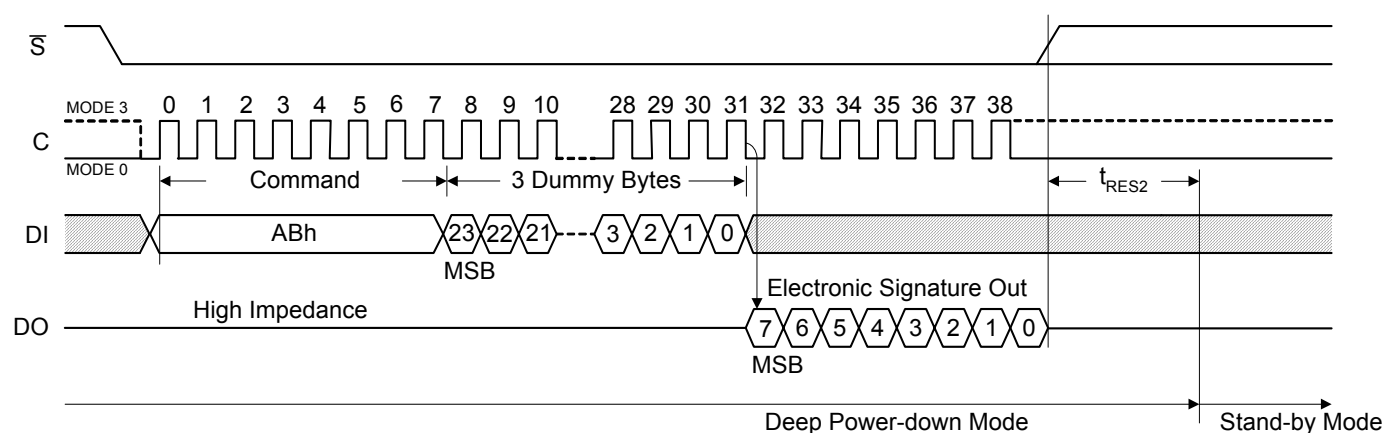 S
MODE 3 0 1 2 3 4 5 6 7 8 9 10 28 29 30 31 32 33 34 35 36 37 38
C
MODE 0
Command 3 Dummy Bytes tRES2
DI ABh 23 22 21 3 2 1 0
MSB
Electronic Signature Out
High Impedance
DO 7 6 5 4 3 2 1 0
MSB
Deep Power-down Mode Stand-by Mode